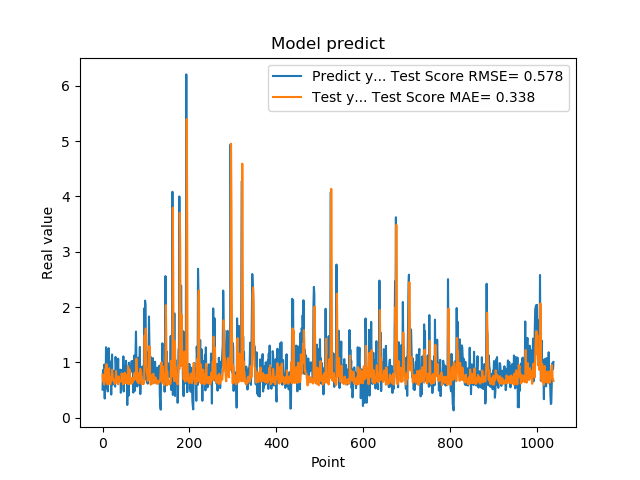 Model predict
Predict y... Test Score RMSE= 0.578
Test y... Test Score MAE= 0.338
Real value
6
5
4
3
2
1
0
0 200 400 600 800 1000
Point